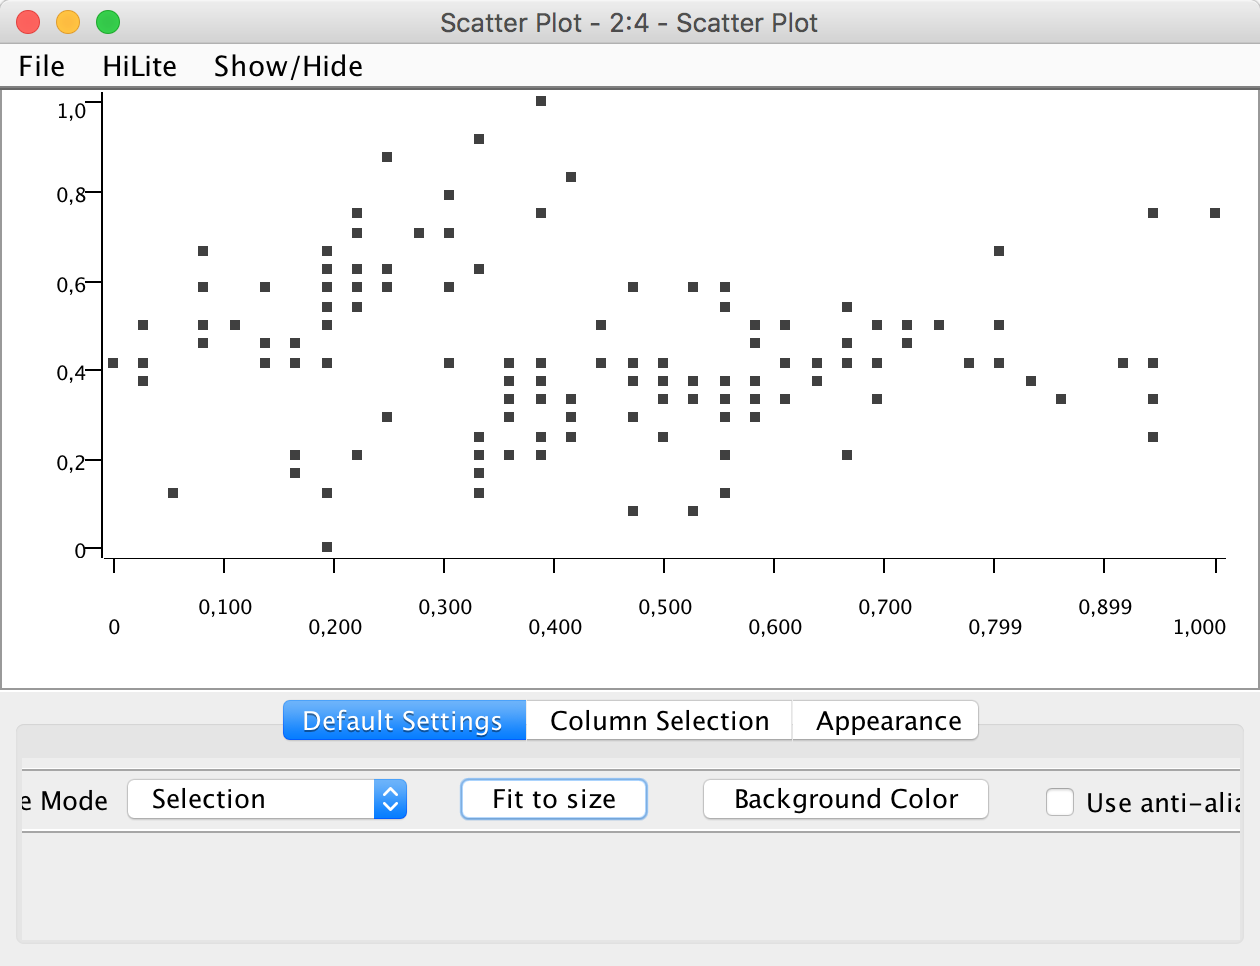 Scatter Plot - 2:4 - Scatter Plot
File HiLite Show/Hide
1,0
0,8
0,6
0,4
0,2
0
0,100 0,300 0,500 0,700 0,899
0 0,200 0,400 0,600 0,799 1,000
Default Settings Column Selection Appearance
e Mode Selection Fit to size Background Color Use anti-alia